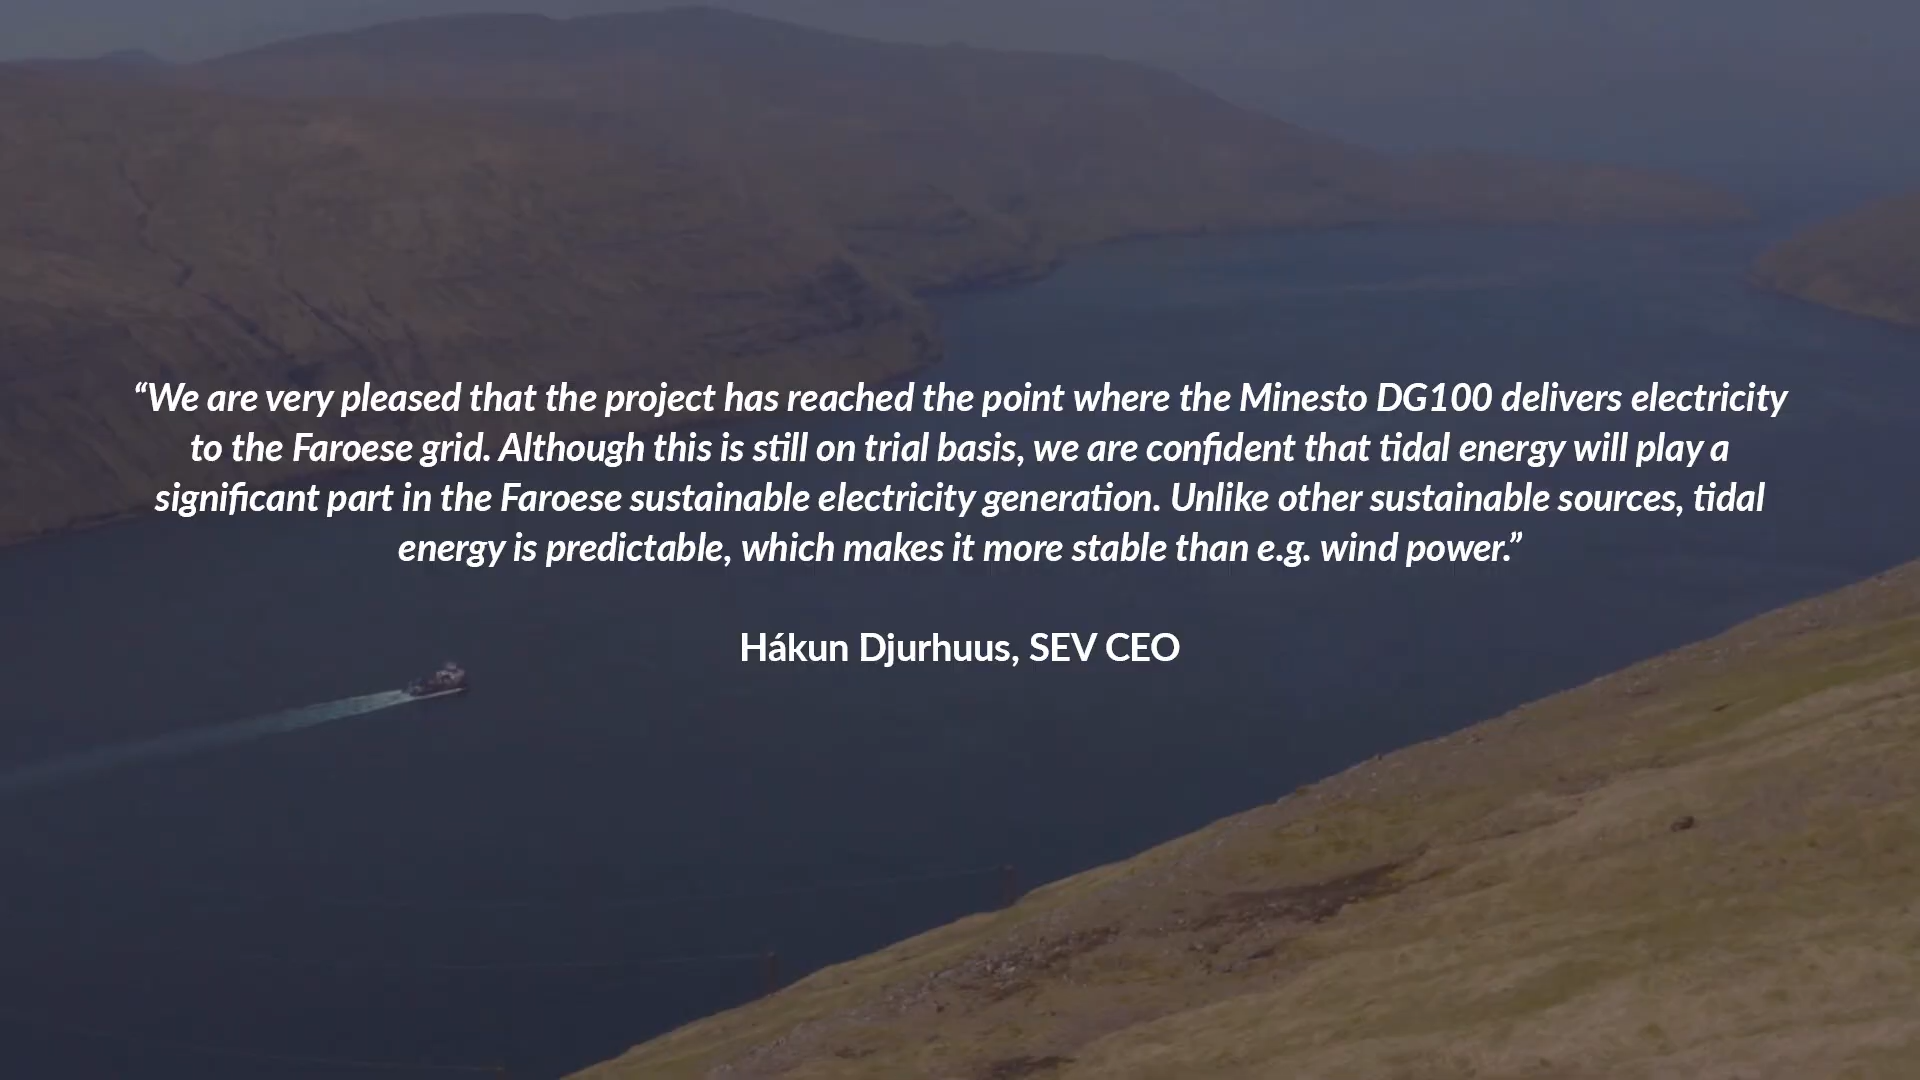 “We are very pleased that the project has reached the point where the Minesto DG100 delivers electricity
to the Faroese grid. Although this is still on trial basis, we are confident that tidal energy will play a
significant part in the Faroese sustainable electricity generation. Unlike other sustainable sources, tidal
energy is predictable, which makes it more stable than e.g. wind power.”
Hákun Djurhuus, SEV CEO